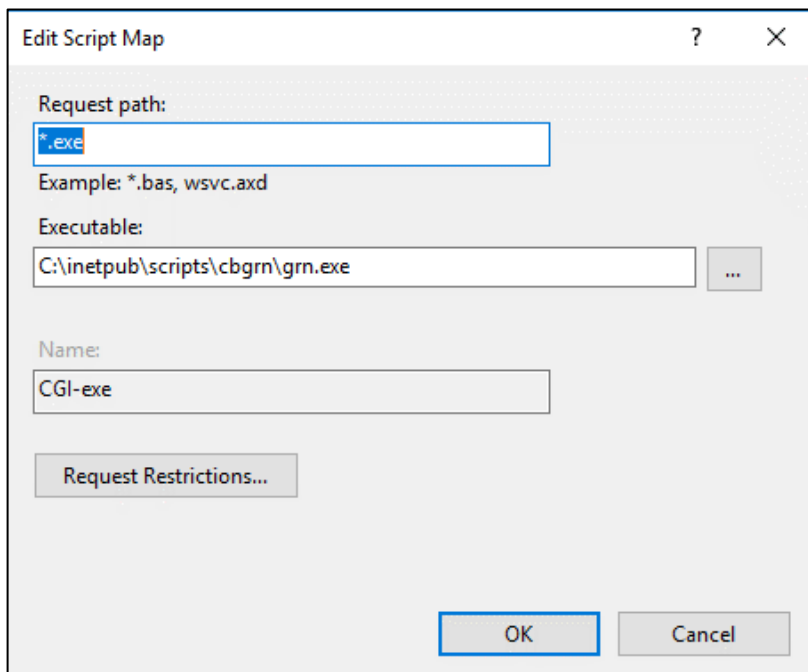 Edit Script Map
Request path:
*.exe
Example: *.bas, wsvc.axd
Executable:
C:\inetpub\scripts\cbgrn\grn.exe
...
Name:
CGI-exe
Request Restrictions...
OK Cancel